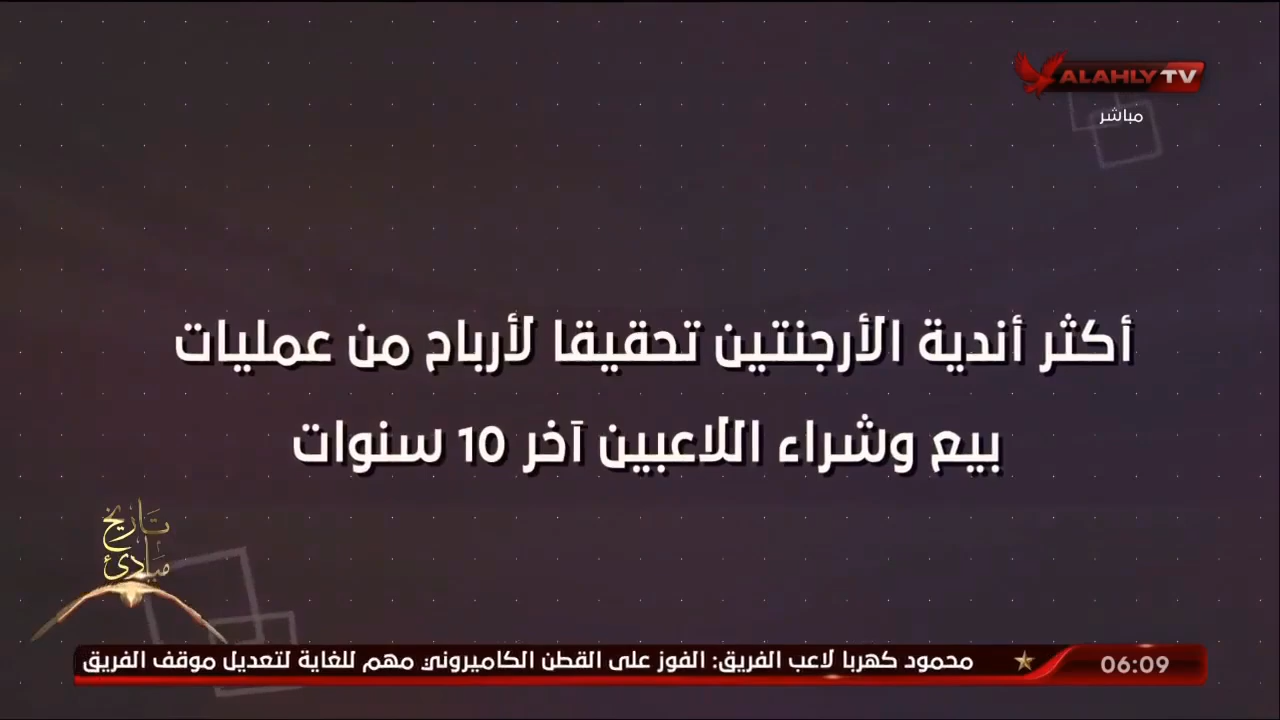 ALAHLY TV
مباشر
أكثر أندية الأرجنتين تحقيقا لأرباح من عمليات
بيع وشراء اللاعبين آخر 10 سنوات
تاريخ
مبادئ
محمود كهربا لاعب الفريق: الفوز على القطن الكاميروني مهم للغاية لتعديل موقف الفريق
06:09